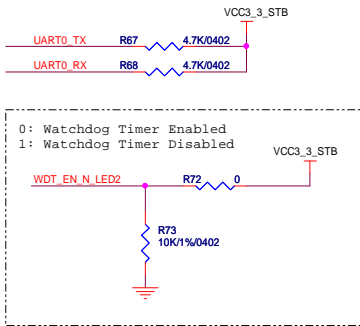 VCC3_3_STB
UART0_TX R67 4.7K/0402
UART0_RX R68 4.7K/0402
0: Watchdog Timer Enabled
1: Watchdog Timer Disabled
VCC3_3_STB
WDT_EN_N_LED2 R72 0
R73
10K/1%/0402